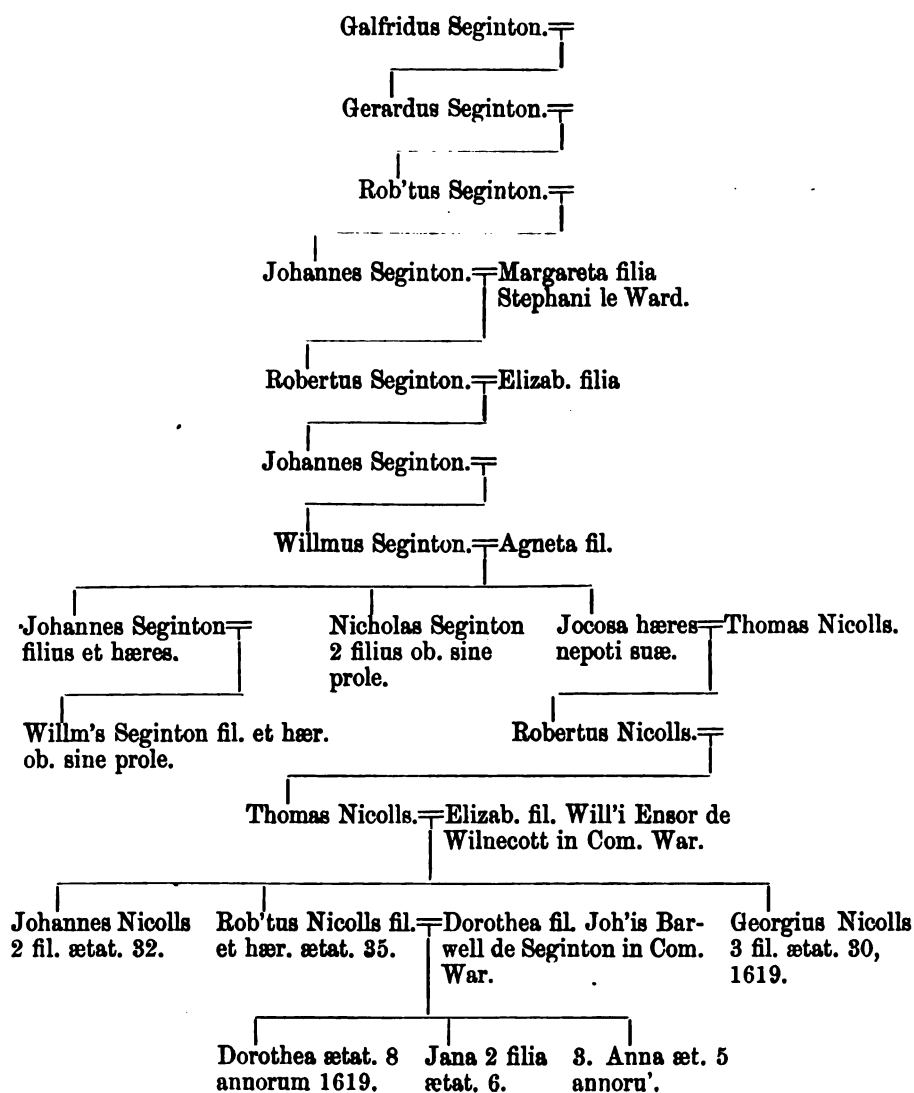 Galfridus Seginton.
Gerardus Seginton.
Rob'tus Seginton.
Johannes Seginton.
Margareta filia
Stephani le Ward.
Robertus Seginton.
Elizab. filia
Johannes Seginton.
Willmus Seginton.
Agneta fil.
Johannes Seginton
filius et hæres.
Nicholas Seginton
2 filius ob. sine
prole.
Jocosa hæres
nepoti suæ.
Thomas Nicolls.
Willm's Seginton fil. et hær.
ob. sine prole.
Robertus Nicolls.
Thomas Nicolls.
Elizab. fil. Will'i Ensor de
Wilnecott in Com. War.
Johannes Nicolls
2 fil. ætat. 32.
Rob'tus Nicolls fil.
et hær. ætat. 35.
Dorothea fil. Joh'is Bar-
well de Seginton in Com.
War.
Georgius Nicolls
3 fil. ætat. 30,
1619.
Dorothea ætat. 8
annorum 1619.
Jana 2 filia
ætat. 6.
3. Anna æt. 5
annoru'.